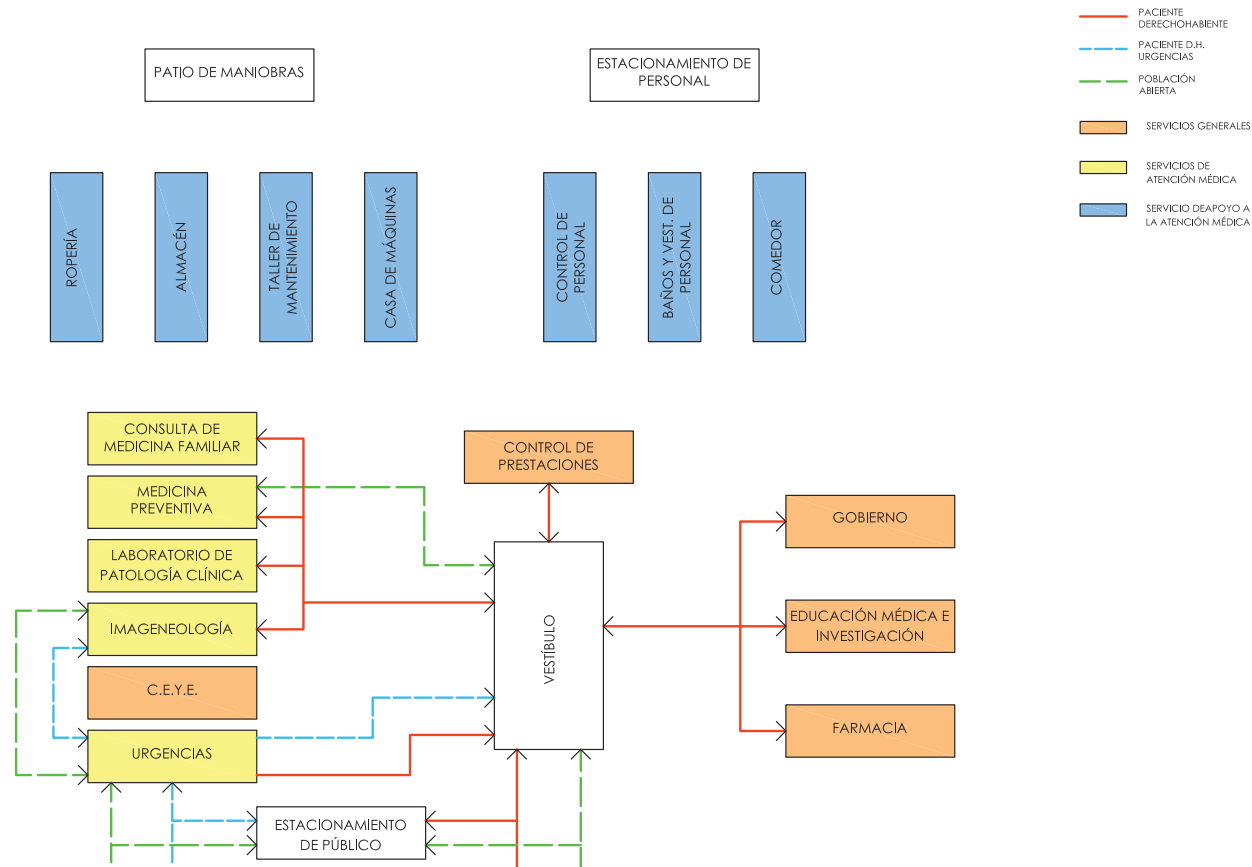 PACIENTE
DERECHOHABIENTE
PACIENTE D.H.
URGENCIAS
POBLACIÓN
ABIERTA
SERVICIOS GENERALES
SERVICIOS DE
ATENCIÓN MÉDICA
SERVICIO DEAPOYO A
LA ATENCIÓN MÉDICA
PATIO DE MANIOBRAS
ESTACIONAMIENTO DE
PERSONAL
ROPERÍA
ALMACÉN
TALLER DE
MANTENIMIENTO
CASA DE MÁQUINAS
CONTROL DE
PERSONAL
BAÑOS Y VEST. DE
PERSONAL
COMEDOR
CONSULTA DE
MEDICINA FAMILIAR
MEDICINA
PREVENTIVA
LABORATORIO DE
PATOLOGÍA CLÍNICA
IMAGENEOLOGÍA
C.E.Y.E.
URGENCIAS
CONTROL DE
PRESTACIONES
VESTÍBULO
GOBIERNO
EDUCACIÓN MÉDICA E
INVESTIGACIÓN
FARMACIA
ESTACIONAMIENTO
DE PÚBLICO